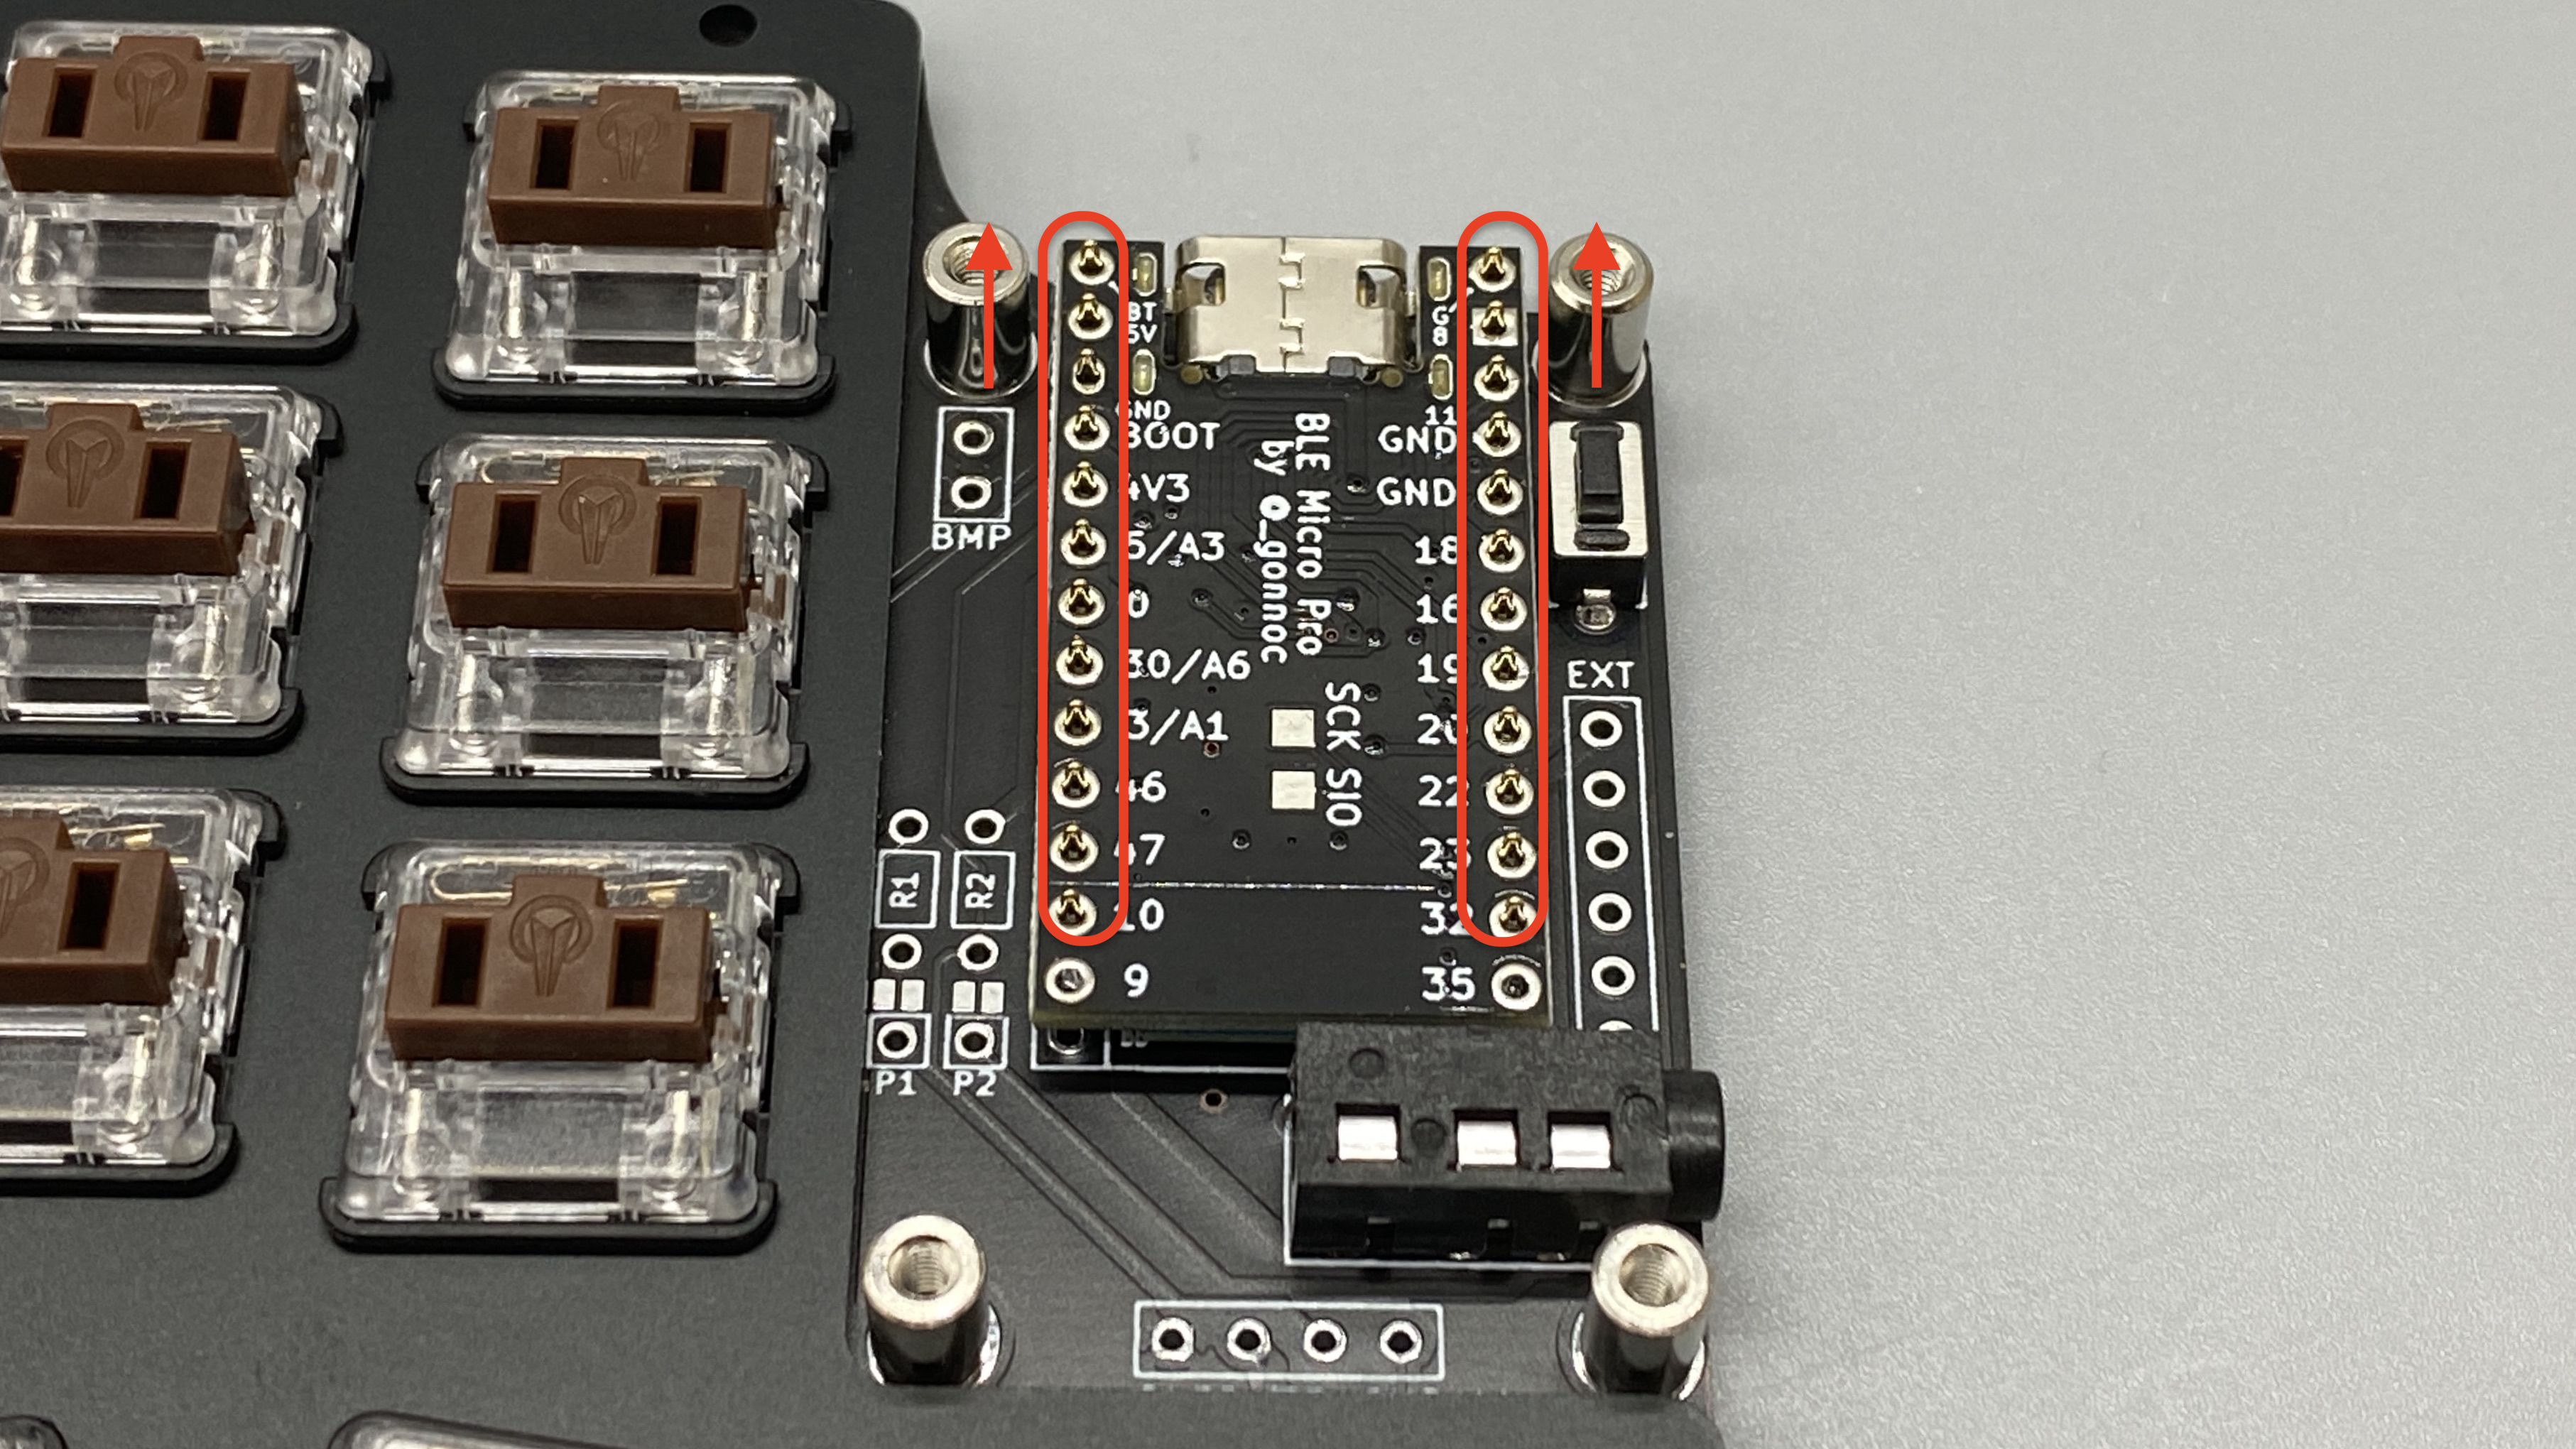 BT
5V
GND
BOOT
4V3
5/A3
0
30/A6
3/A1
46
47
10
9
G
8
11
GND
GND
18
16
19
20
22
23
32
35
BLE Micro Pro
by @_gonnoc
SCK SIO
BMP
EXT
R1
R2
P1
P2